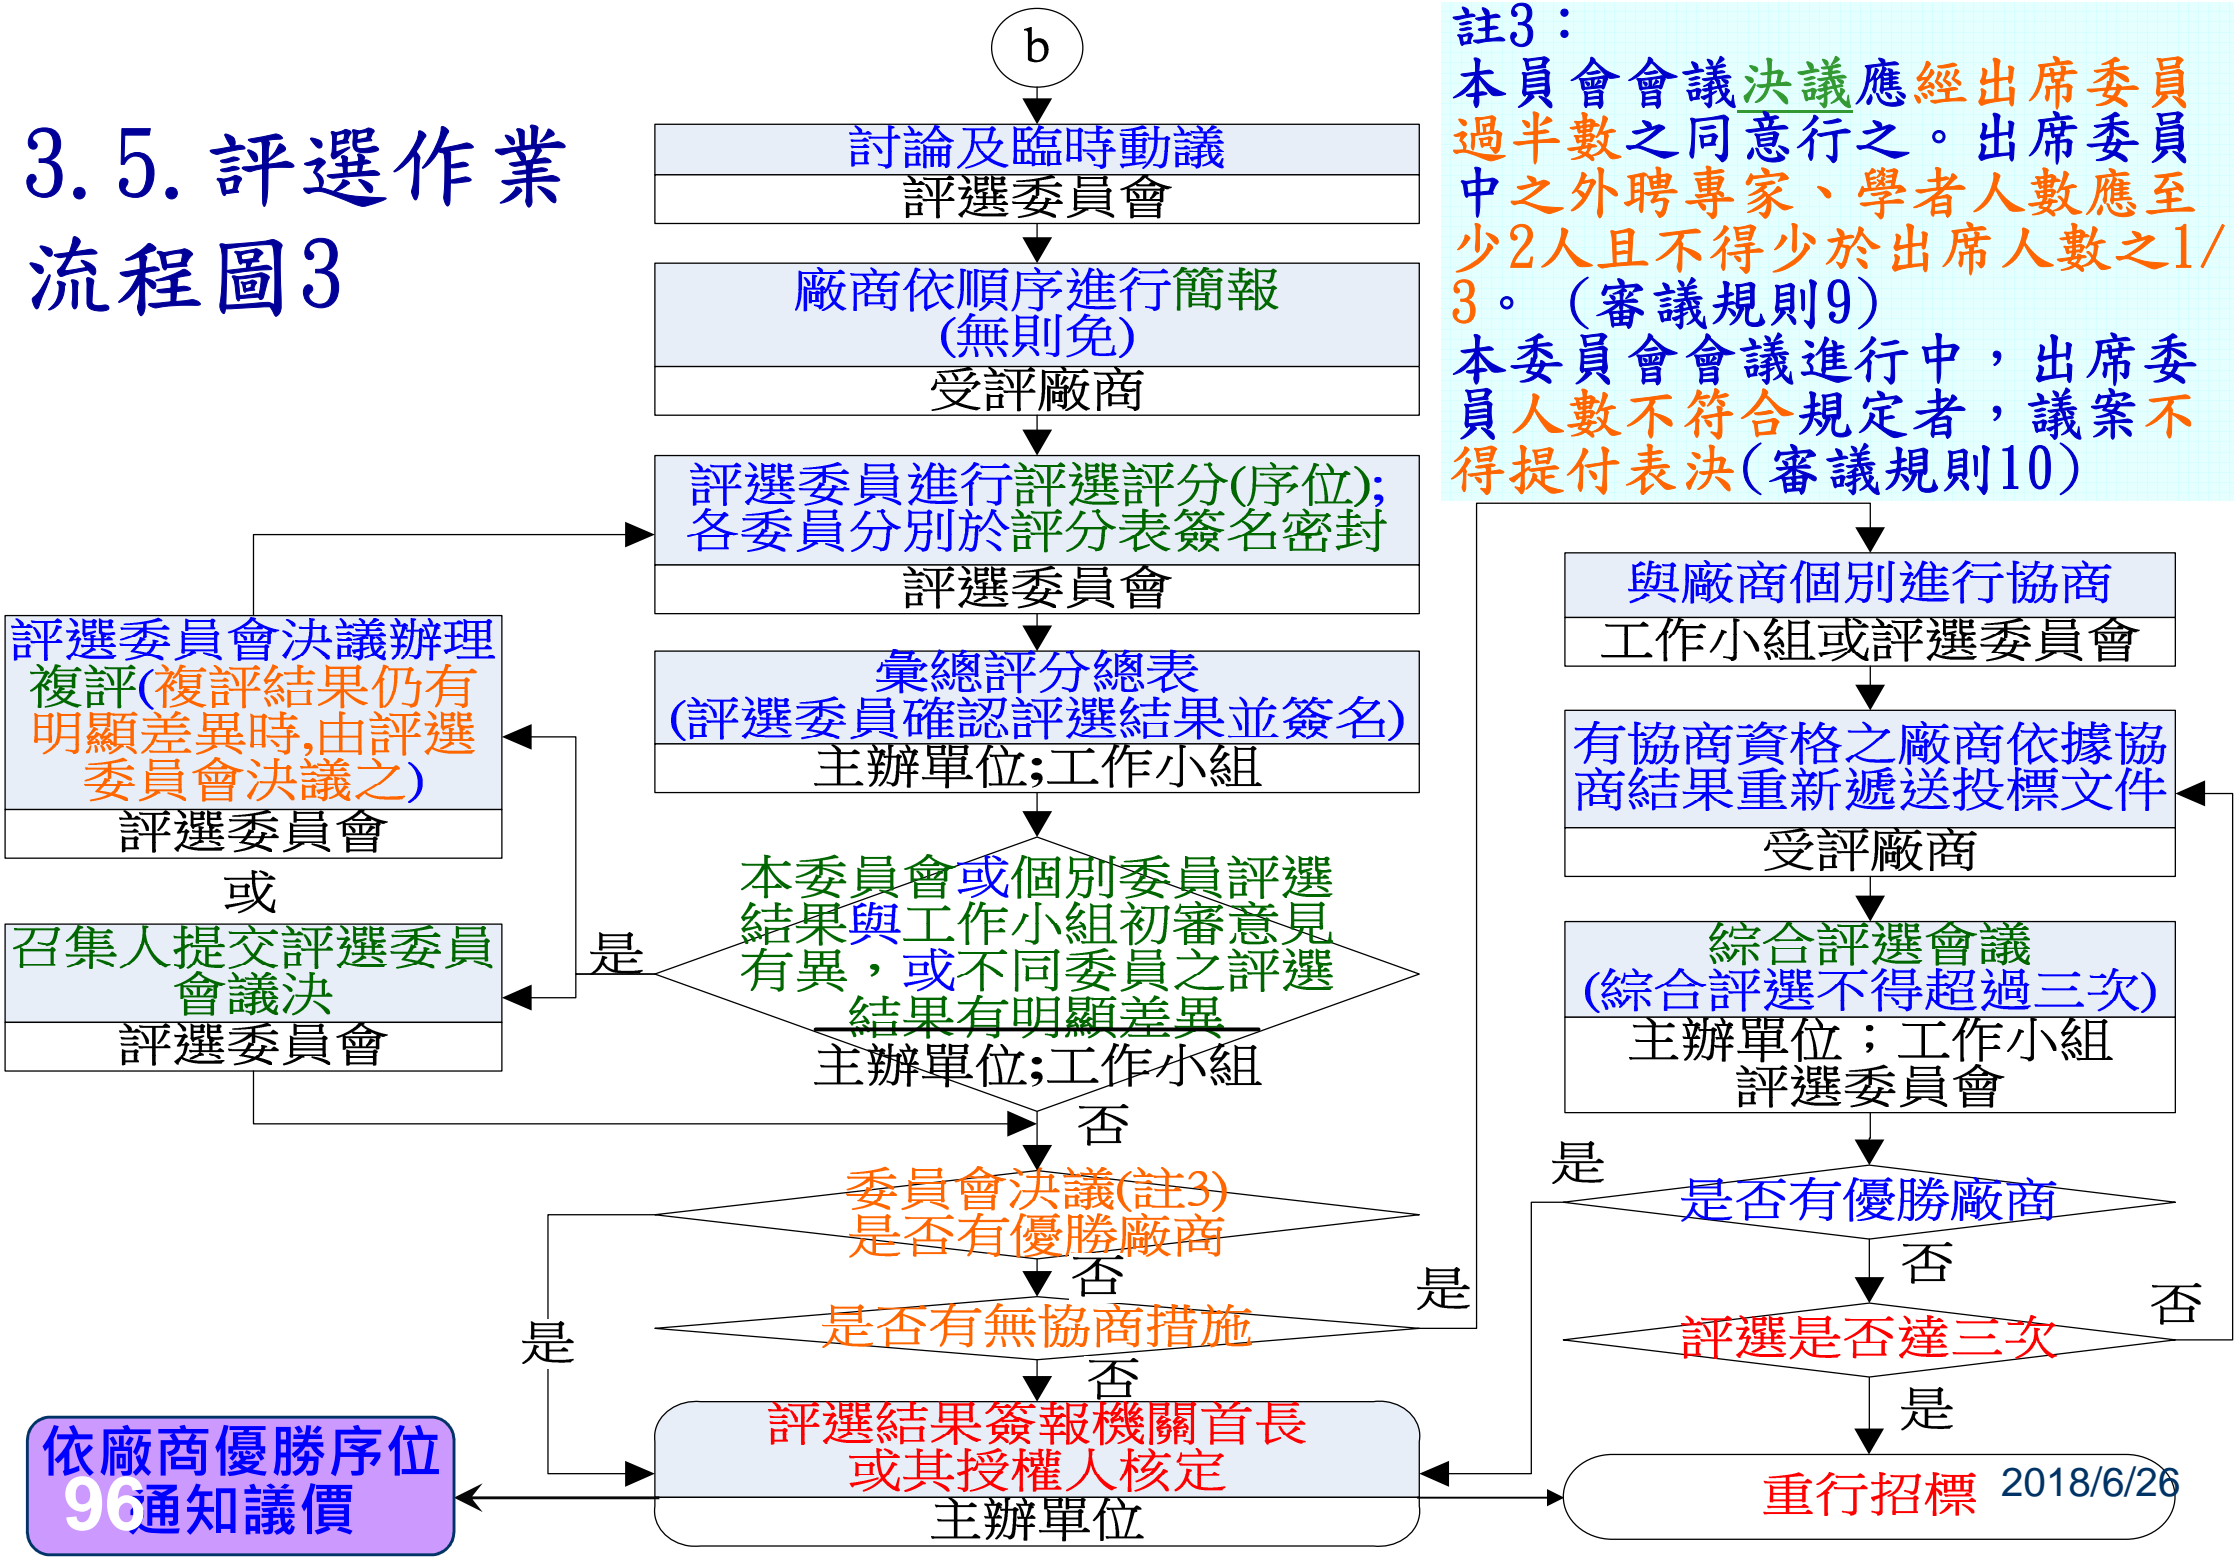 3.5.評選作業
流程圖3
b
討論及臨時動議
評選委員會
廠商依順序進行簡報
(無則免)
受評廠商
評選委員進行評選評分(序位);
各委員分別於評分表簽名密封
評選委員會
彙總評分總表
(評選委員確認評選結果並簽名)
主辦單位;工作小組
本委員會或個別委員評選
結果與工作小組初審意見
有異，或不同委員之評選
結果有明顯差異
主辦單位;工作小組
是
評選委員會決議辦理
複評(複評結果仍有
明顯差異時,由評選
委員會決議之)
評選委員會
或
召集人提交評選委員
會議決
評選委員會
否
委員會決議(註3)
是否有優勝廠商
否
是
是否有無協商措施
是
否
評選結果簽報機關首長
或其授權人核定
主辦單位
依廠商優勝序位
通知議價
96
註3：
本員會會議決議應經出席委員
過半數之同意行之。出席委員
中之外聘專家、學者人數應至
少2人且不得少於出席人數之1/
3。（審議規則9）
本委員會會議進行中，出席委
員人數不符合規定者，議案不
得提付表決(審議規則10)
與廠商個別進行協商
工作小組或評選委員會
有協商資格之廠商依據協
商結果重新遞送投標文件
受評廠商
綜合評選會議
(綜合評選不得超過三次)
主辦單位；工作小組
評選委員會
是
是否有優勝廠商
否
否
評選是否達三次
是
重行招標
2018/6/26